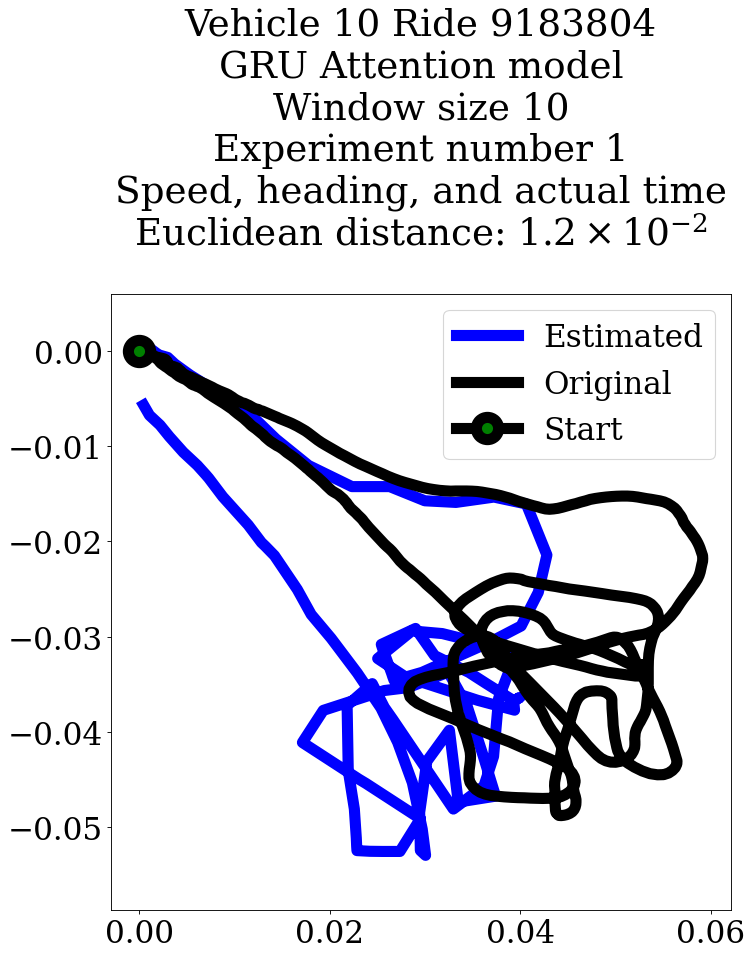 Vehicle 10 Ride 9183804
GRU Attention model
Window size 10
Experiment number 1
Speed, heading, and actual time
Euclidean distance: 1.2 × 10⁻²
Estimated
Original
Start
0.00
−0.01
−0.02
−0.03
−0.04
−0.05
0.00 0.02 0.04 0.06